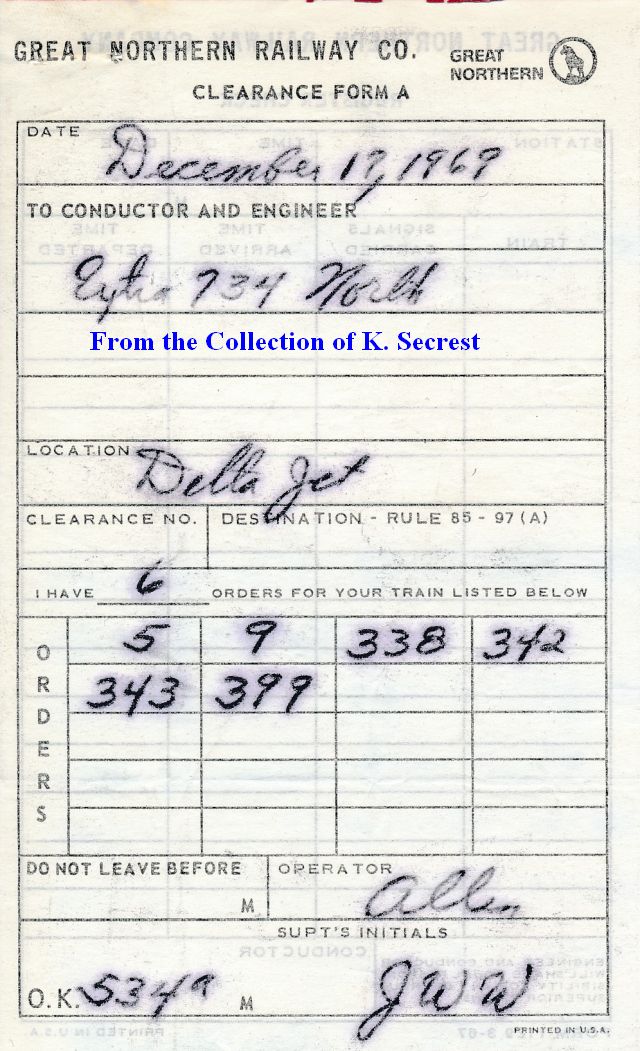 GREAT NORTHERN RAILWAY CO.
GREAT
NORTHERN
CLEARANCE FORM A
DATE
December 17, 1969
TO CONDUCTOR AND ENGINEER
Extra 734 North
From the Collection of K. Secrest
LOCATION
Delta Jct
CLEARANCE NO. DESTINATION - RULE 85 - 97 (A)
I HAVE 6 ORDERS FOR YOUR TRAIN LISTED BELOW
ORDERS
5 9 338 342
343 399
DO NOT LEAVE BEFORE M
OPERATOR
Allen
SUPT'S INITIALS
O.K. 534P M
JWW
PRINTED IN U.S.A.